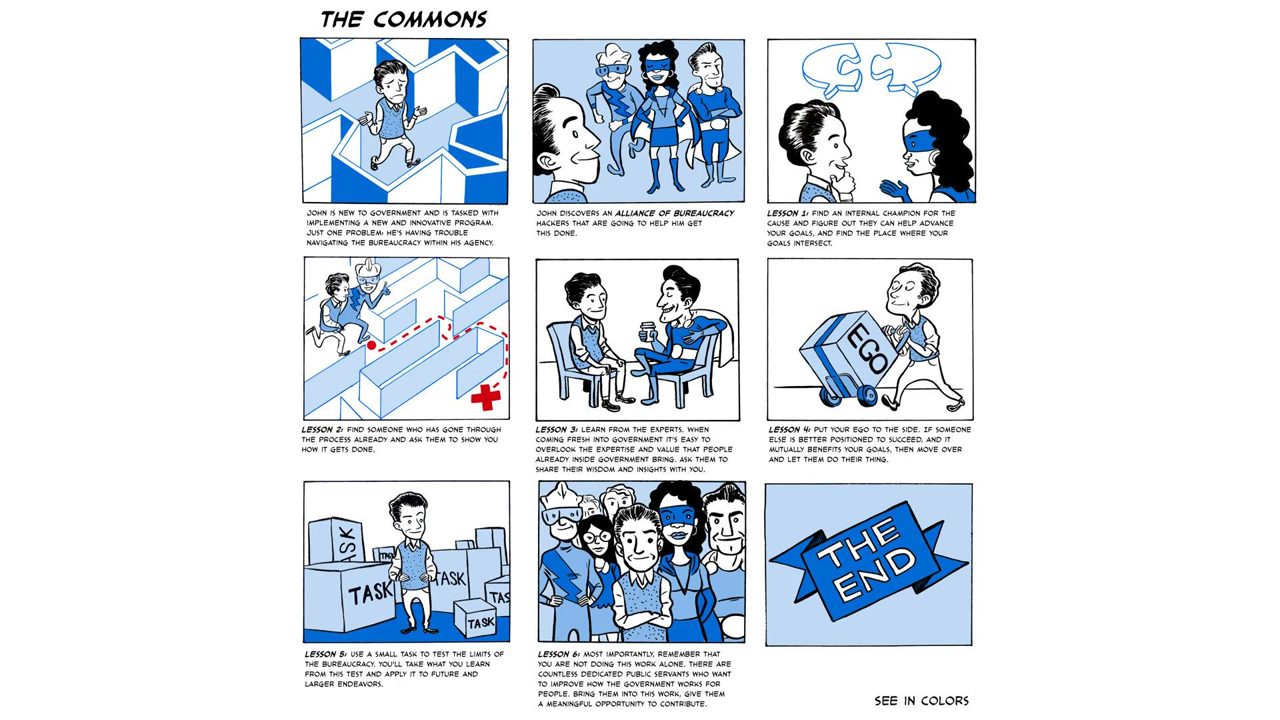 THE COMMONS
JOHN IS NEW TO GOVERNMENT AND IS TASKED WITH
IMPLEMENTING A NEW AND INNOVATIVE PROGRAM.
JUST ONE PROBLEM: HE'S HAVING TROUBLE
NAVIGATING THE BUREAUCRACY WITHIN HIS AGENCY.
JOHN DISCOVERS AN ALLIANCE OF BUREAUCRACY
HACKERS THAT ARE GOING TO HELP HIM GET
THIS DONE.
LESSON 1: FIND AN INTERNAL CHAMPION FOR THE
CAUSE AND FIGURE OUT THEY CAN HELP ADVANCE
YOUR GOALS, AND FIND THE PLACE WHERE YOUR
GOALS INTERSECT.
LESSON 2: FIND SOMEONE WHO HAS GONE THROUGH
THE PROCESS ALREADY AND ASK THEM TO SHOW YOU
HOW IT GETS DONE.
LESSON 3: LEARN FROM THE EXPERTS. WHEN
COMING FRESH INTO GOVERNMENT IT'S EASY TO
OVERLOOK THE EXPERTISE AND VALUE THAT PEOPLE
ALREADY INSIDE GOVERNMENT BRING. ASK THEM TO
SHARE THEIR WISDOM AND INSIGHTS WITH YOU.
EGO
LESSON 4: PUT YOUR EGO TO THE SIDE. IF SOMEONE
ELSE IS BETTER POSITIONED TO SUCCEED, AND IT
MUTUALLY BENEFITS YOUR GOALS, THEN MOVE OVER
AND LET THEM DO THEIR THING.
ASK
TASK
TASK
TASK
TAS
TASK
LESSON 5: USE A SMALL TASK TO TEST THE LIMITS OF
THE BUREAUCRACY. YOU'LL TAKE WHAT YOU LEARN
FROM THIS TEST AND APPLY IT TO FUTURE AND
LARGER ENDEAVORS.
LESSON 6: MOST IMPORTANTLY, REMEMBER THAT
YOU ARE NOT DOING THIS WORK ALONE. THERE ARE
COUNTLESS DEDICATED PUBLIC SERVANTS WHO WANT
TO IMPROVE HOW THE GOVERNMENT WORKS FOR
PEOPLE. BRING THEM INTO THIS WORK, GIVE THEM
A MEANINGFUL OPPORTUNITY TO CONTRIBUTE.
THE
END
SEE IN COLORS